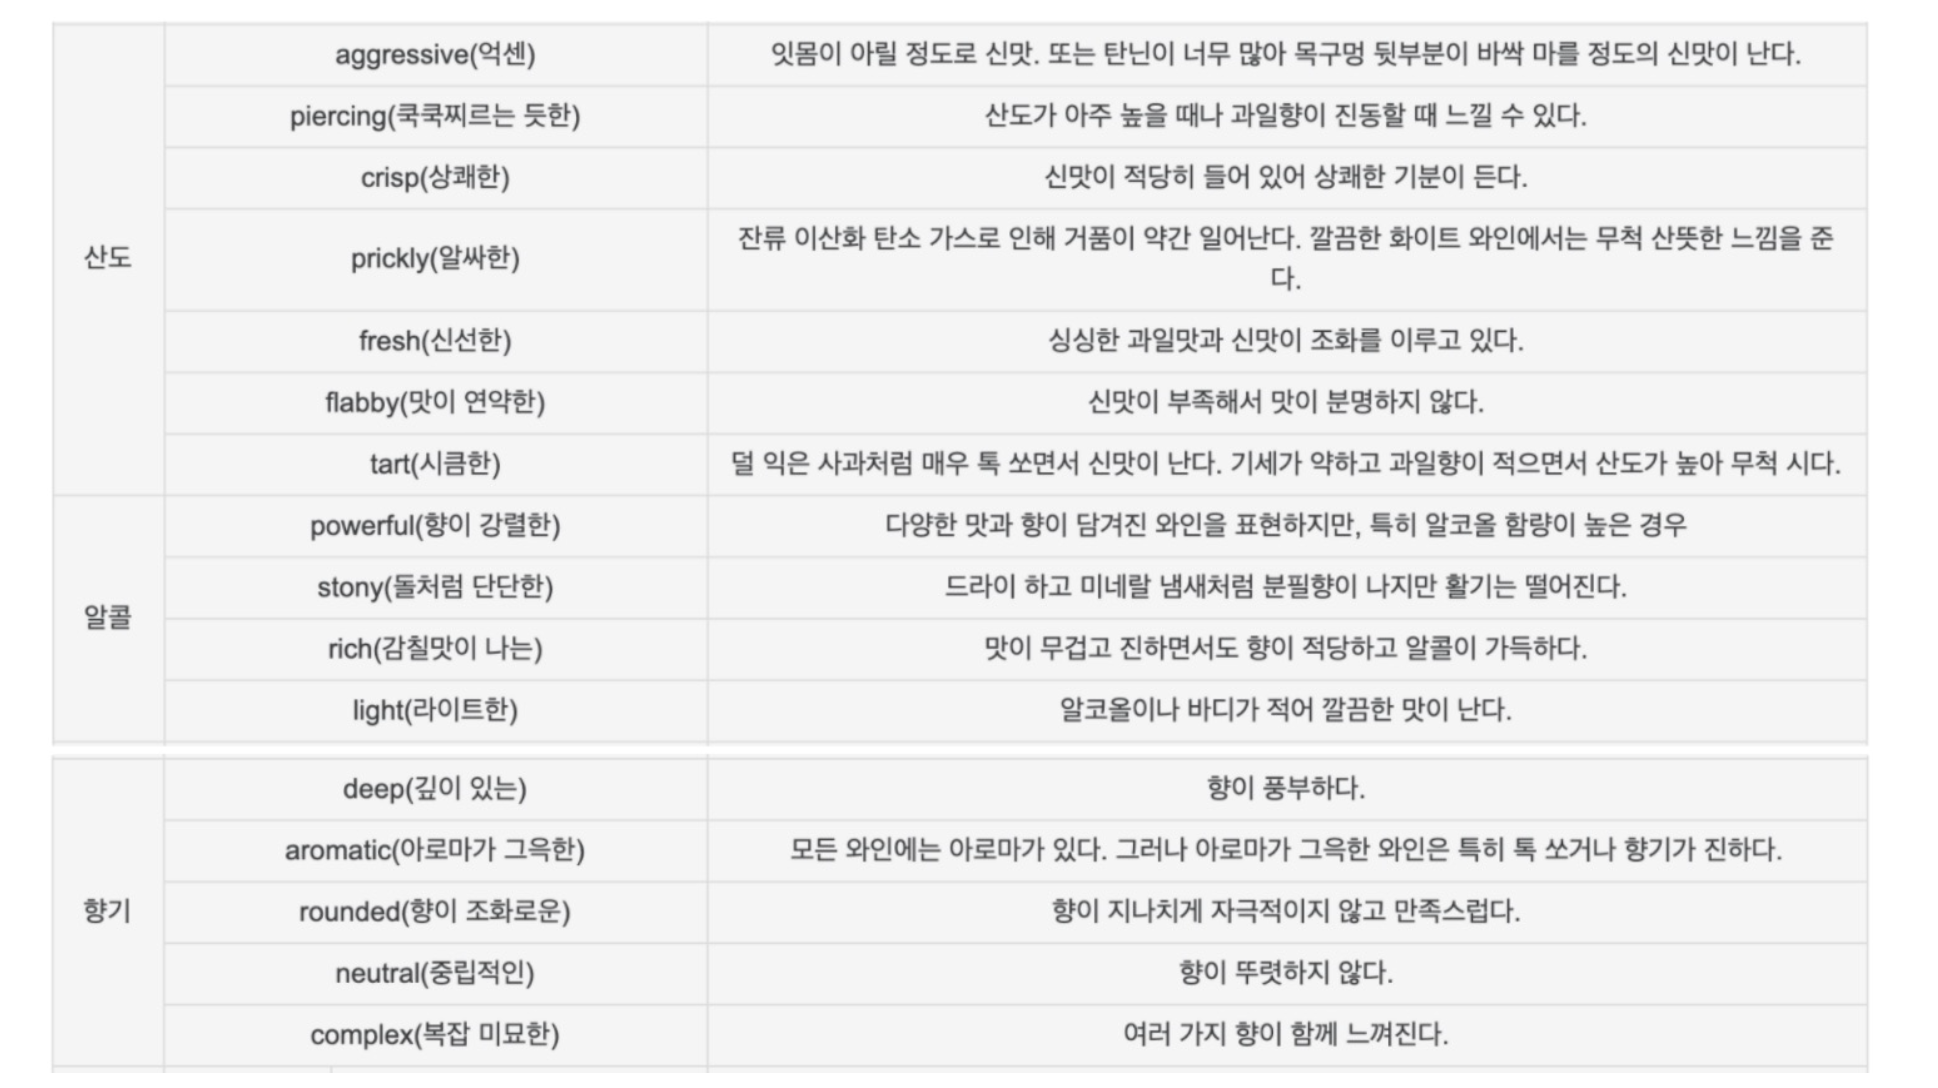 aggressive(억센) 잇몸이 아릴 정도로 신맛. 또는 탄닌이 너무 많아 목구멍 뒷부분이 바싹 마를 정도의 신맛이 난다.
piercing(쿡쿡찌르는 듯한) 산도가 아주 높을 때나 과일향이 진동할 때 느낄 수 있다.
crisp(상쾌한) 신맛이 적당히 들어 있어 상쾌한 기분이 든다.
산도 prickly(알싸한) 잔류 이산화 탄소 가스로 인해 거품이 약간 일어난다. 깔끔한 화이트 와인에서는 무척 산뜻한 느낌을 준
다.
fresh(신선한) 싱싱한 과일맛과 신맛이 조화를 이루고 있다.
flabby(맛이 연약한) 신맛이 부족해서 맛이 분명하지 않다.
tart(시큼한) 덜 익은 사과처럼 매우 톡 쏘면서 신맛이 난다. 기세가 약하고 과일향이 적으면서 산도가 높아 무척 시다.
powerful(향이 강렬한) 다양한 맛과 향이 담겨진 와인을 표현하지만, 특히 알코올 함량이 높은 경우
stony(돌처럼 단단한) 드라이 하고 미네랄 냄새처럼 분필향이 나지만 활기는 떨어진다.
알콜
rich(감칠맛이 나는) 맛이 무겁고 진하면서도 향이 적당하고 알콜이 가득하다.
light(라이트한) 알코올이나 바디가 적어 깔끔한 맛이 난다.
deep(깊이 있는) 향이 풍부하다.
aromatic(아로마가 그윽한) 모든 와인에는 아로마가 있다. 그러나 아로마가 그윽한 와인은 특히 톡 쏘거나 향기가 진하다.
향기 rounded(향이 조화로운) 향이 지나치게 자극적이지 않고 만족스럽다.
neutral(중립적인) 향이 뚜렷하지 않다.
complex(복잡 미묘한) 여러 가지 향이 함께 느껴진다.